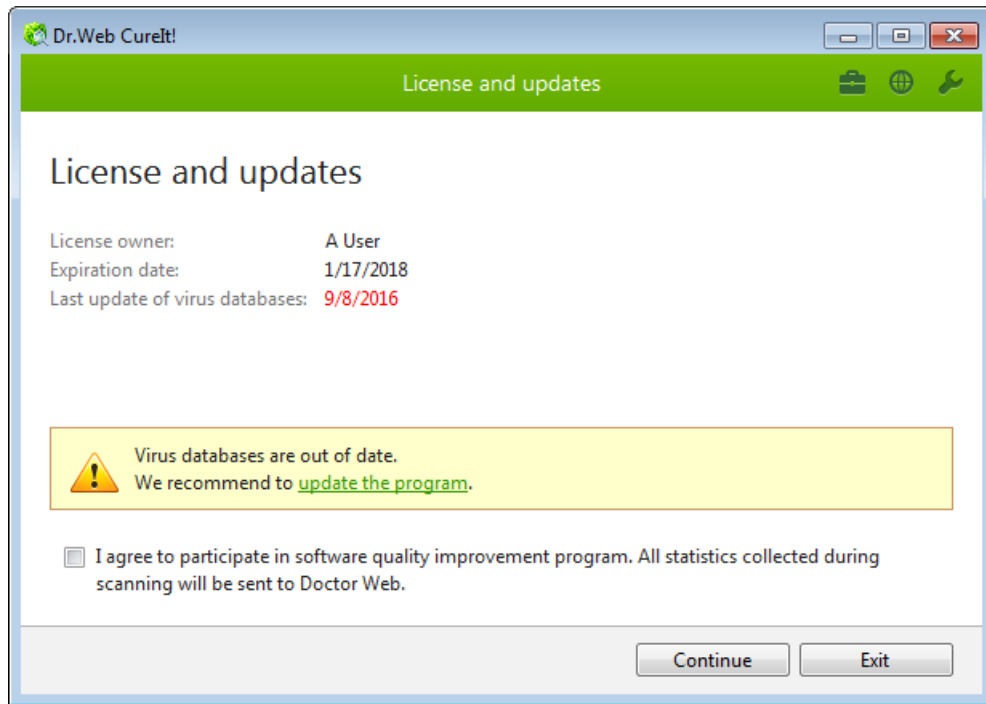 Dr.Web CureIt!
License and updates
License and updates
License owner: A User
Expiration date: 1/17/2018
Last update of virus databases: 9/8/2016
Virus databases are out of date.
We recommend to update the program.
I agree to participate in software quality improvement program. All statistics collected during
scanning will be sent to Doctor Web.
Continue Exit